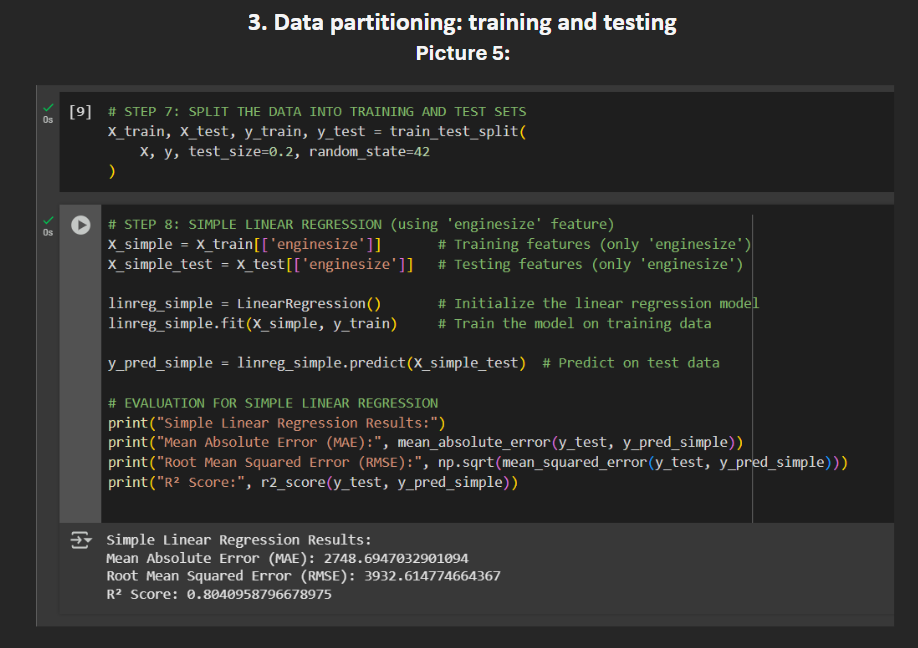 3. Data partitioning: training and testing
Picture 5:
0s
[9]
# STEP 7: SPLIT THE DATA INTO TRAINING AND TEST SETS
X_train, X_test, y_train, y_test = train_test_split(
    X, y, test_size=0.2, random_state=42
)
0s
# STEP 8: SIMPLE LINEAR REGRESSION (using 'enginesize' feature)
X_simple = X_train[['enginesize']]       # Training features (only 'enginesize')
X_simple_test = X_test[['enginesize']]   # Testing features (only 'enginesize')
linreg_simple = LinearRegression()       # Initialize the linear regression model
linreg_simple.fit(X_simple, y_train)     # Train the model on training data
y_pred_simple = linreg_simple.predict(X_simple_test)  # Predict on test data
# EVALUATION FOR SIMPLE LINEAR REGRESSION
print("Simple Linear Regression Results:")
print("Mean Absolute Error (MAE):", mean_absolute_error(y_test, y_pred_simple))
print("Root Mean Squared Error (RMSE):", np.sqrt(mean_squared_error(y_test, y_pred_simple)))
print("R² Score:", r2_score(y_test, y_pred_simple))
Simple Linear Regression Results:
Mean Absolute Error (MAE): 2748.6947032901094
Root Mean Squared Error (RMSE): 3932.614774664367
R² Score: 0.8040958796678975